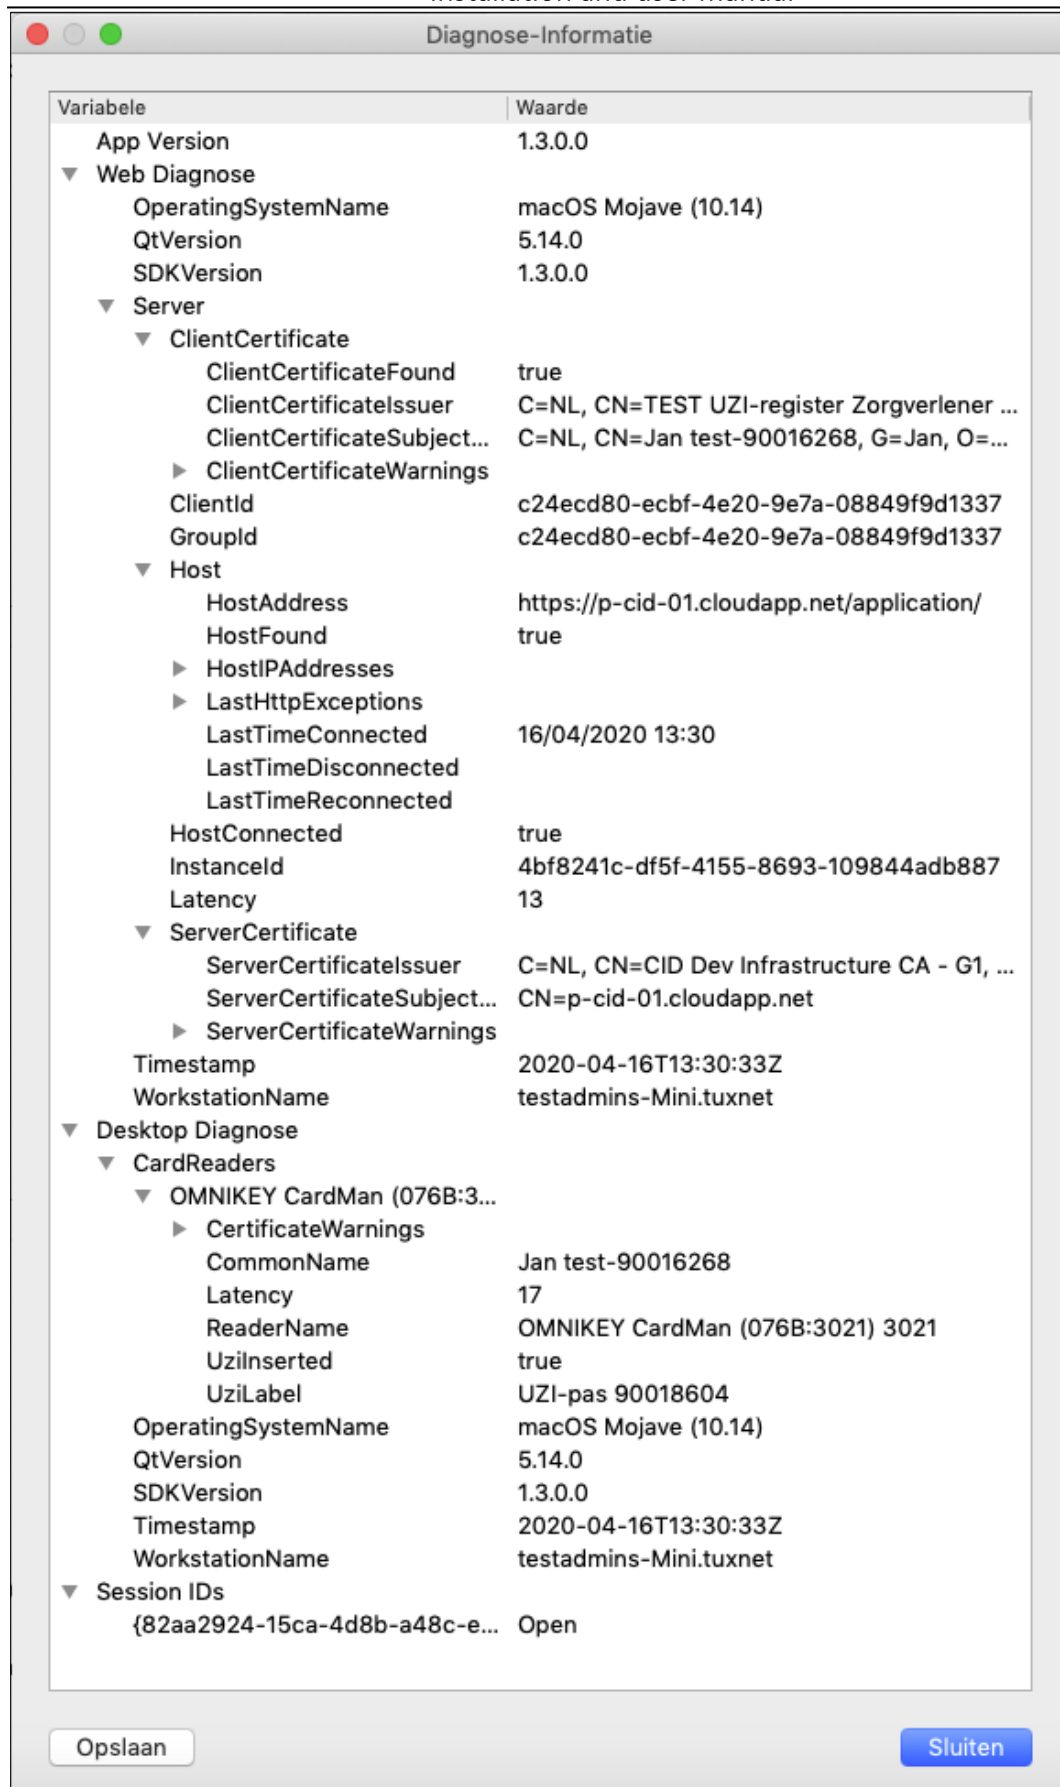 Installation and user manual
Diagnose-Informatie
Variabele Waarde
App Version 1.3.0.0
Web Diagnose
OperatingSystemName macOS Mojave (10.14)
QtVersion 5.14.0
SDKVersion 1.3.0.0
Server
ClientCertificate
ClientCertificateFound true
ClientCertificateIssuer C=NL, CN=TEST UZI-register Zorgverlener ...
ClientCertificateSubject... C=NL, CN=Jan test-90016268, G=Jan, O=...
ClientCertificateWarnings
ClientId c24ecd80-ecbf-4e20-9e7a-08849f9d1337
GroupId c24ecd80-ecbf-4e20-9e7a-08849f9d1337
Host
HostAddress https://p-cid-01.cloudapp.net/application/
HostFound true
HostIPAddresses
LastHttpExceptions
LastTimeConnected 16/04/2020 13:30
LastTimeDisconnected
LastTimeReconnected
HostConnected true
InstanceId 4bf8241c-df5f-4155-8693-109844adb887
Latency 13
ServerCertificate
ServerCertificateIssuer C=NL, CN=CID Dev Infrastructure CA - G1, ...
ServerCertificateSubject... CN=p-cid-01.cloudapp.net
ServerCertificateWarnings
Timestamp 2020-04-16T13:30:33Z
WorkstationName testadmins-Mini.tuxnet
Desktop Diagnose
CardReaders
OMNIKEY CardMan (076B:3...
CertificateWarnings
CommonName Jan test-90016268
Latency 17
ReaderName OMNIKEY CardMan (076B:3021) 3021
UziInserted true
UziLabel UZI-pas 90018604
OperatingSystemName macOS Mojave (10.14)
QtVersion 5.14.0
SDKVersion 1.3.0.0
Timestamp 2020-04-16T13:30:33Z
WorkstationName testadmins-Mini.tuxnet
Session IDs
{82aa2924-15ca-4d8b-a48c-e... Open
Opslaan Sluiten